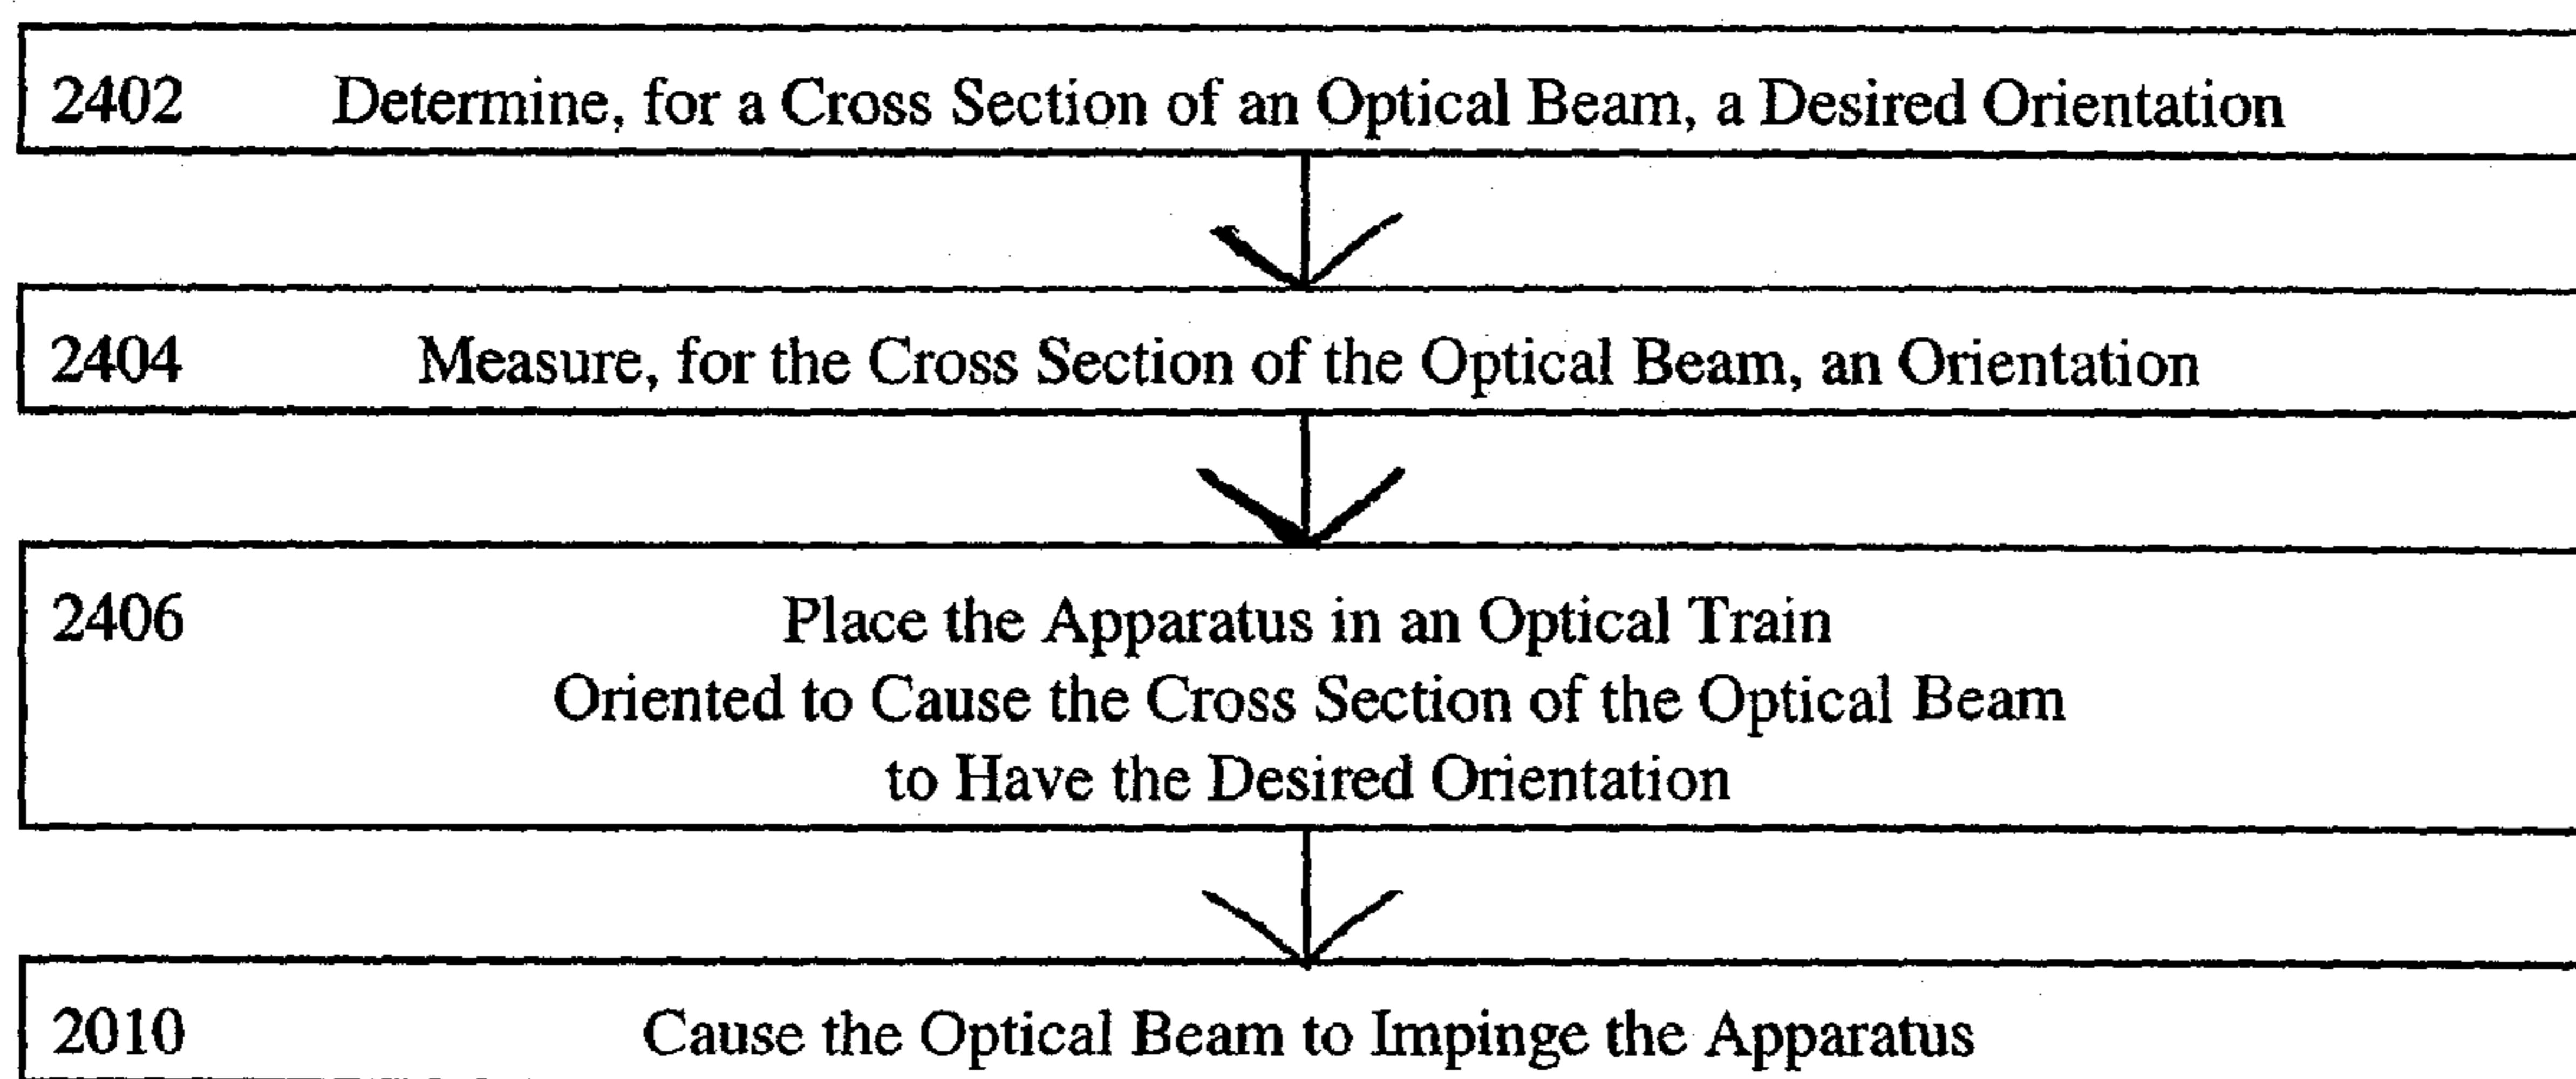 2402 Determine, for a Cross Section of an Optical Beam, a Desired Orientation
2404 Measure, for the Cross Section of the Optical Beam, an Orientation
2406 Place the Apparatus in an Optical Train
Oriented to Cause the Cross Section of the Optical Beam
to Have the Desired Orientation
2010 Cause the Optical Beam to Impinge the Apparatus